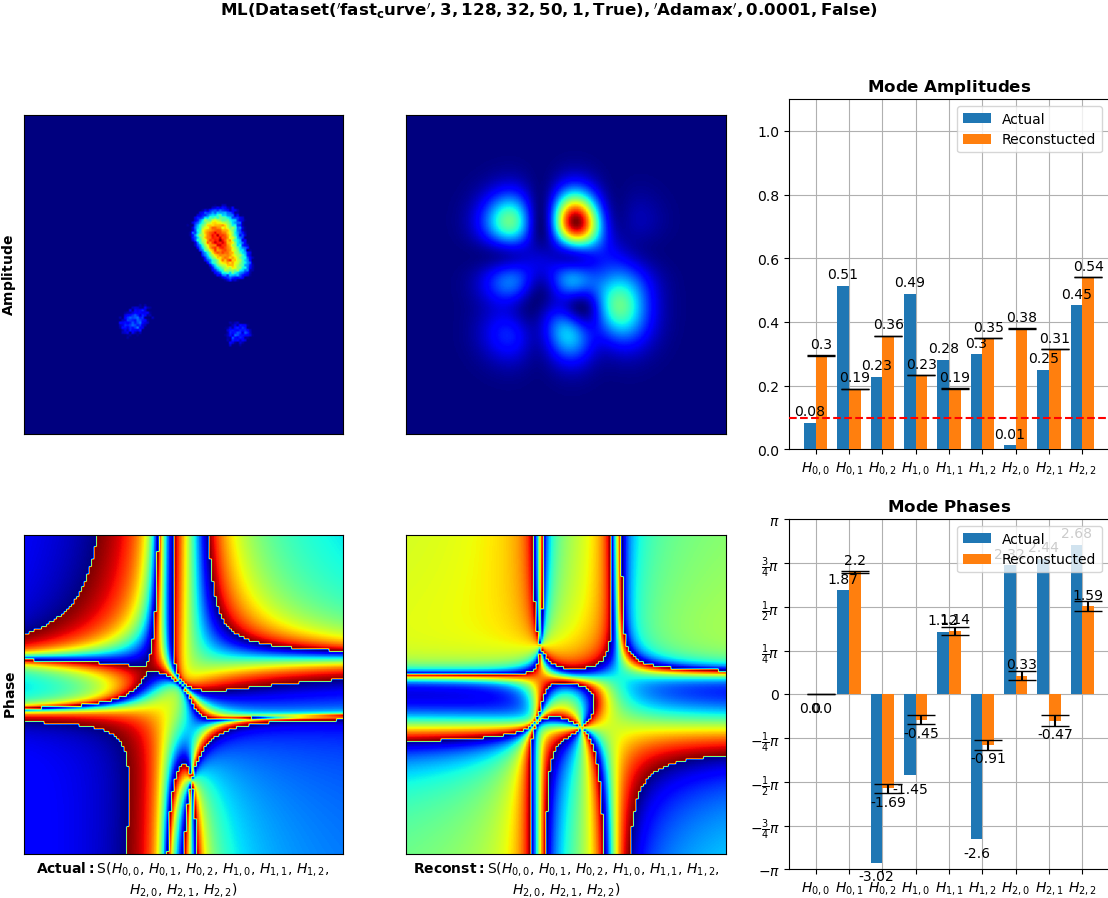 ML(Dataset('fast_curve', 3, 128, 32, 50, 1, True), 'Adamax', 0.0001, False)
Amplitude
Mode Amplitudes
Actual
Reconstucted
1.0
0.8
0.6
0.4
0.2
0.0
0.08
0.3
0.51
0.19
0.23
0.36
0.49
0.23
0.28
0.19
0.3
0.35
0.01
0.38
0.25
0.31
0.45
0.54
H0,0 H0,1 H0,2 H1,0 H1,1 H1,2 H2,0 H2,1 H2,2
Phase
Mode Phases
Actual
Reconstucted
π
3/4π
1/2π
1/4π
0
−1/4π
−1/2π
−3/4π
−π
0.0
0.0
1.87
2.2
-3.02
-1.69
-1.45
-0.45
1.12
1.14
-2.6
-0.91
2.32
0.33
2.44
-0.47
2.68
1.59
H0,0 H0,1 H0,2 H1,0 H1,1 H1,2 H2,0 H2,1 H2,2
Actual: S(H0,0, H0,1, H0,2, H1,0, H1,1, H1,2,
H2,0, H2,1, H2,2)
Reconst: S(H0,0, H0,1, H0,2, H1,0, H1,1, H1,2,
H2,0, H2,1, H2,2)